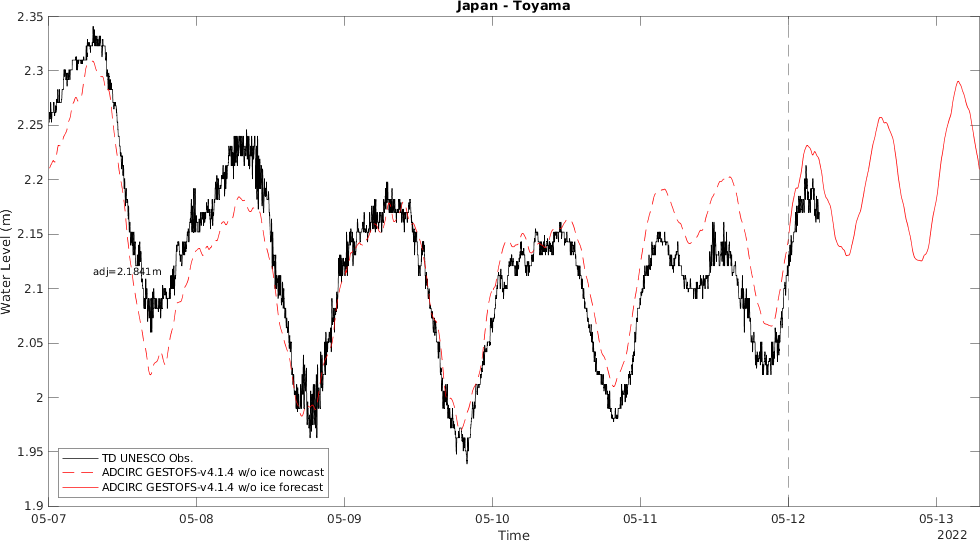 Japan - Toyama
2.35
2.3
2.25
2.2
2.15
2.1
2.05
2
1.95
1.9
Water Level (m)
adj=2.1841m
TD UNESCO Obs.
ADCIRC GESTOFS-v4.1.4 w/o ice nowcast
ADCIRC GESTOFS-v4.1.4 w/o ice forecast
05-07 05-08 05-09 05-10 05-11 05-12 05-13
Time
2022